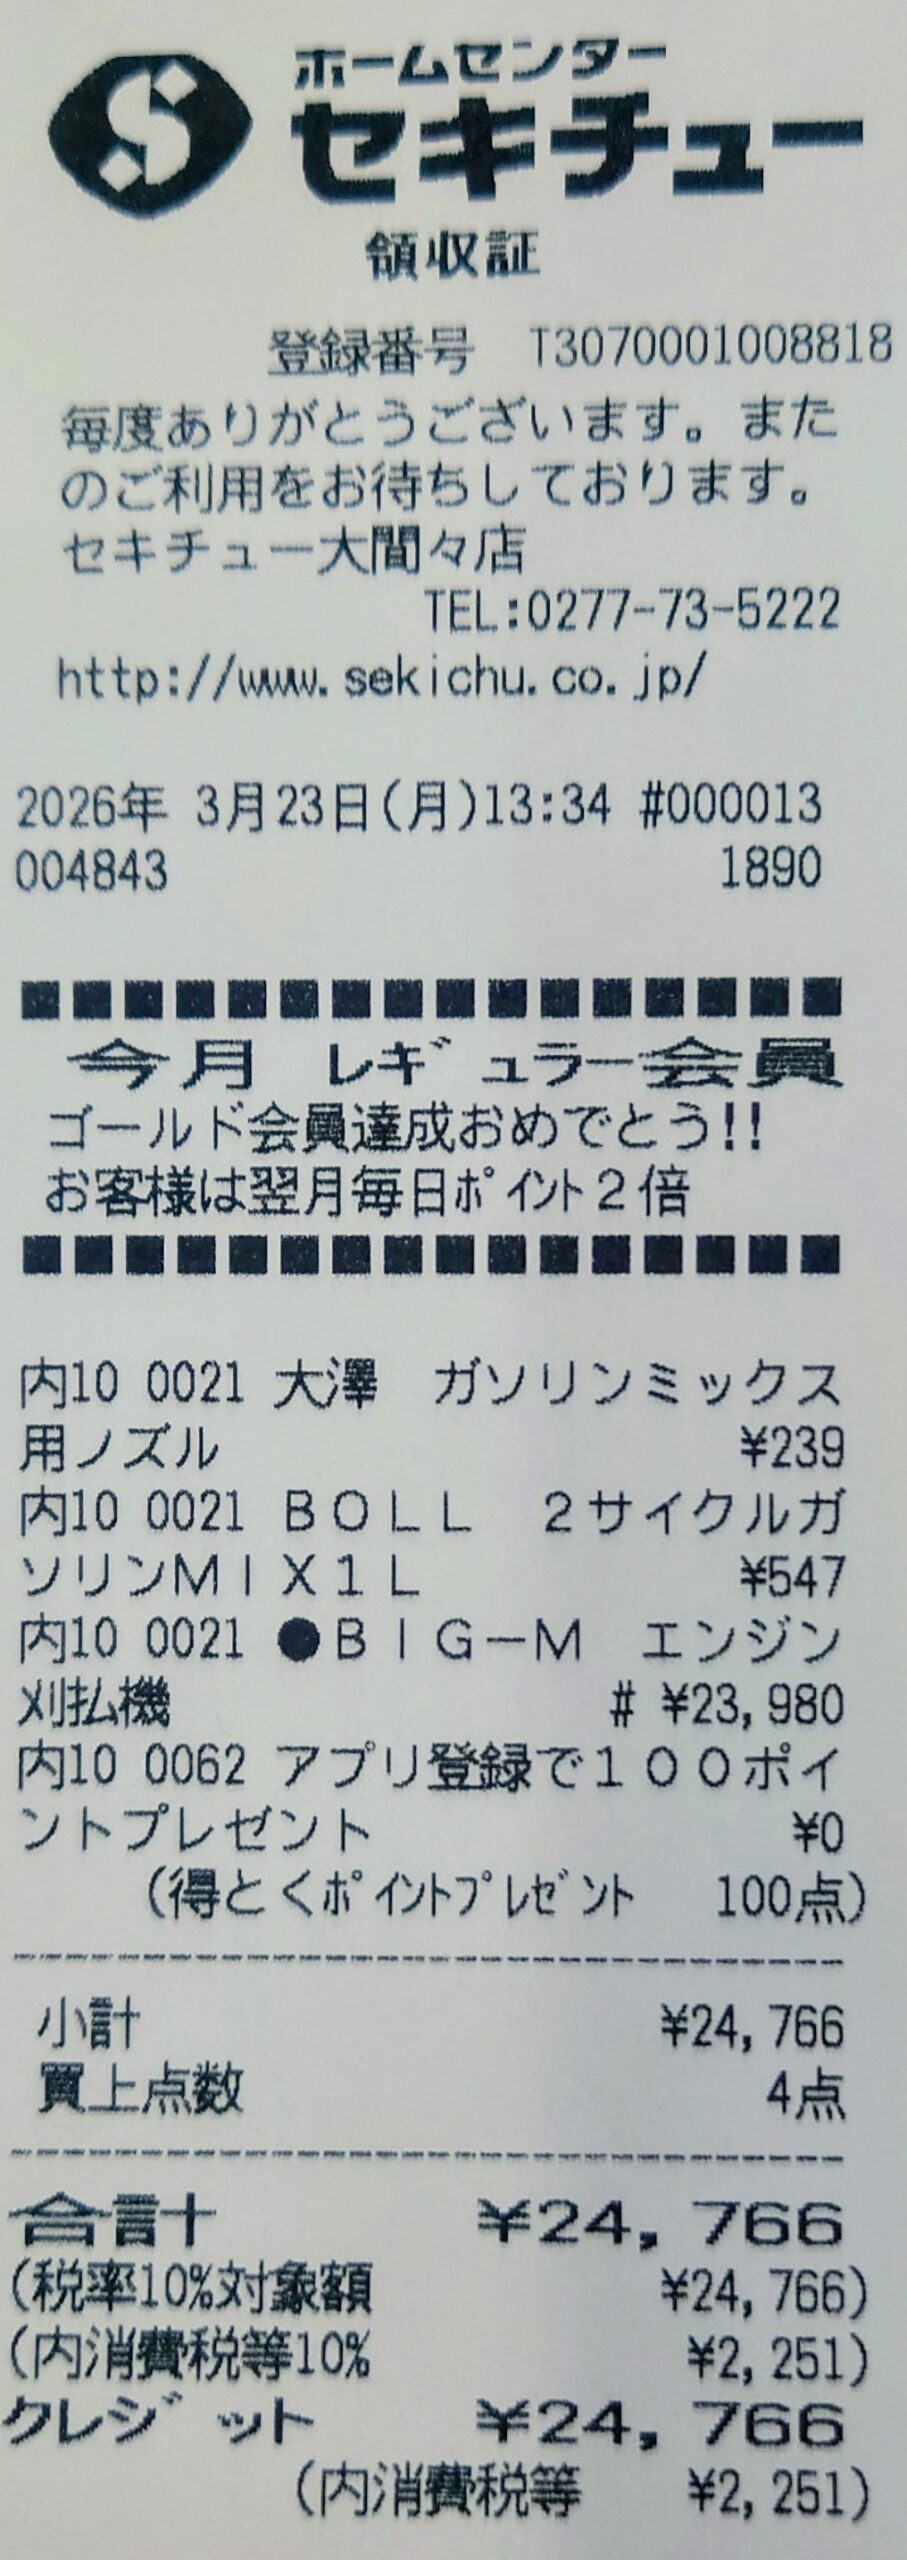 ホームセンター
セキチュー
領収証
登録番号 T3070001008818
毎度ありがとうございます。また
のご利用をお待ちしております。
セキチュー大間々店
TEL:0277-73-5222
http://www.sekichu.co.jp/
2026年 3月23日(月)13:34 #000013
004843 1890
■■■■■■■■■■■■■■■■
今月 レギュラー会員
ゴールド会員達成おめでとう!!
お客様は翌月毎日ポイント2倍
■■■■■■■■■■■■■■■■
内10 0021 大澤 ガソリンミックス
用ノズル ¥239
内10 0021 BOLL 2サイクルガ
ソリンMIX1L ¥547
内10 0021 ●BIG-M エンジン
刈払機 # ¥23,980
内10 0062 アプリ登録で100ポイ
ントプレゼント ¥0
(得とくポイントプレゼント 100点)
小計 ¥24,766
買上点数 4点
合計 ¥24,766
(税率10%対象額 ¥24,766)
(内消費税等10% ¥2,251)
クレジット ¥24,766
(内消費税等 ¥2,251)